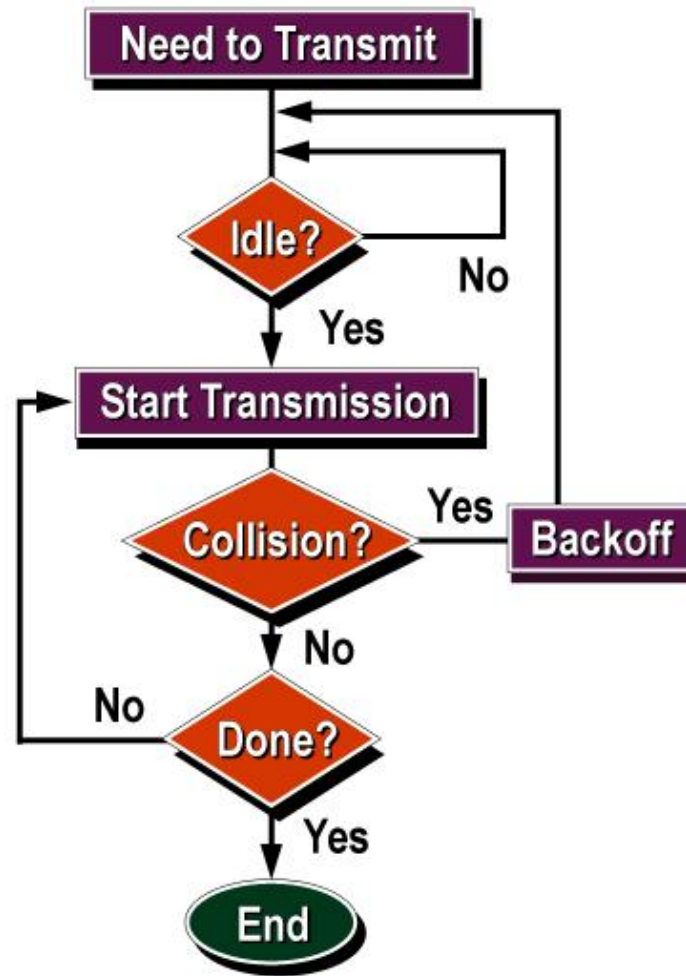 Need to Transmit
Idle?
No
Yes
Start Transmission
Collision?
Yes
Backoff
No
No
Done?
Yes
End